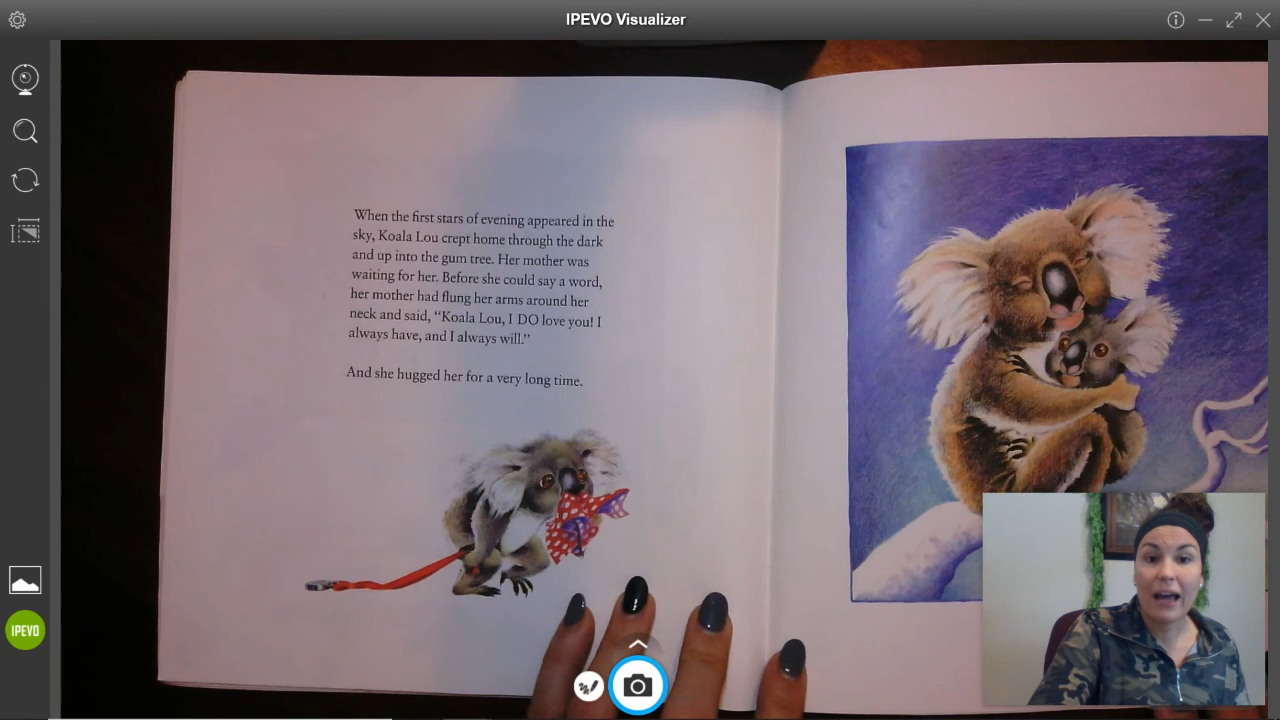 IPEVO Visualizer
When the first stars of evening appeared in the
sky, Koala Lou crept home through the dark
and up into the gum tree. Her mother was
waiting for her. Before she could say a word,
her mother had flung her arms around her
neck and said, “Koala Lou, I DO love you! I
always have, and I always will.”
And she hugged her for a very long time.
IPEVO